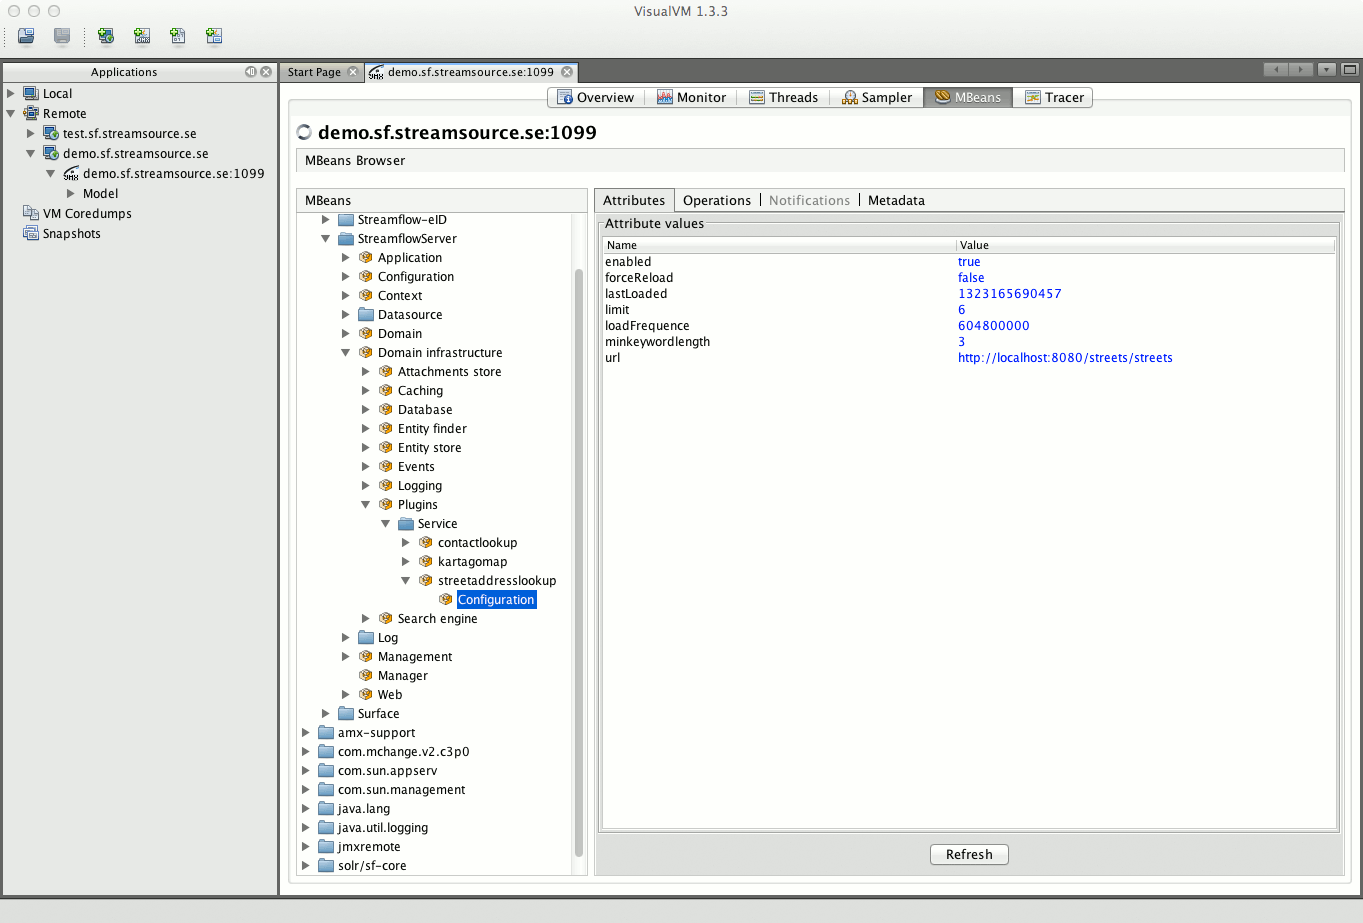 VisualVM 1.3.3
Applications
Start Page
demo.sf.streamsource.se:1099
Local
Remote
test.sf.streamsource.se
demo.sf.streamsource.se
demo.sf.streamsource.se:1099
Model
VM Coredumps
Snapshots
Overview Monitor Threads Sampler MBeans Tracer
demo.sf.streamsource.se:1099
MBeans Browser
MBeans
Streamflow-eID
StreamflowServer
Application
Configuration
Context
Datasource
Domain
Domain infrastructure
Attachments store
Caching
Database
Entity finder
Entity store
Events
Logging
Plugins
Service
contactlookup
kartagomap
streetaddresslookup
Configuration
Search engine
Log
Management
Manager
Web
Surface
amx-support
com.mchange.v2.c3p0
com.sun.appserv
com.sun.management
java.lang
java.util.logging
jmxremote
solr/sf-core
Attributes Operations Notifications Metadata
Attribute values
Name Value
enabled true
forceReload false
lastLoaded 1323165690457
limit 6
loadFrequence 604800000
minkeywordlength 3
url http://localhost:8080/streets/streets
Refresh